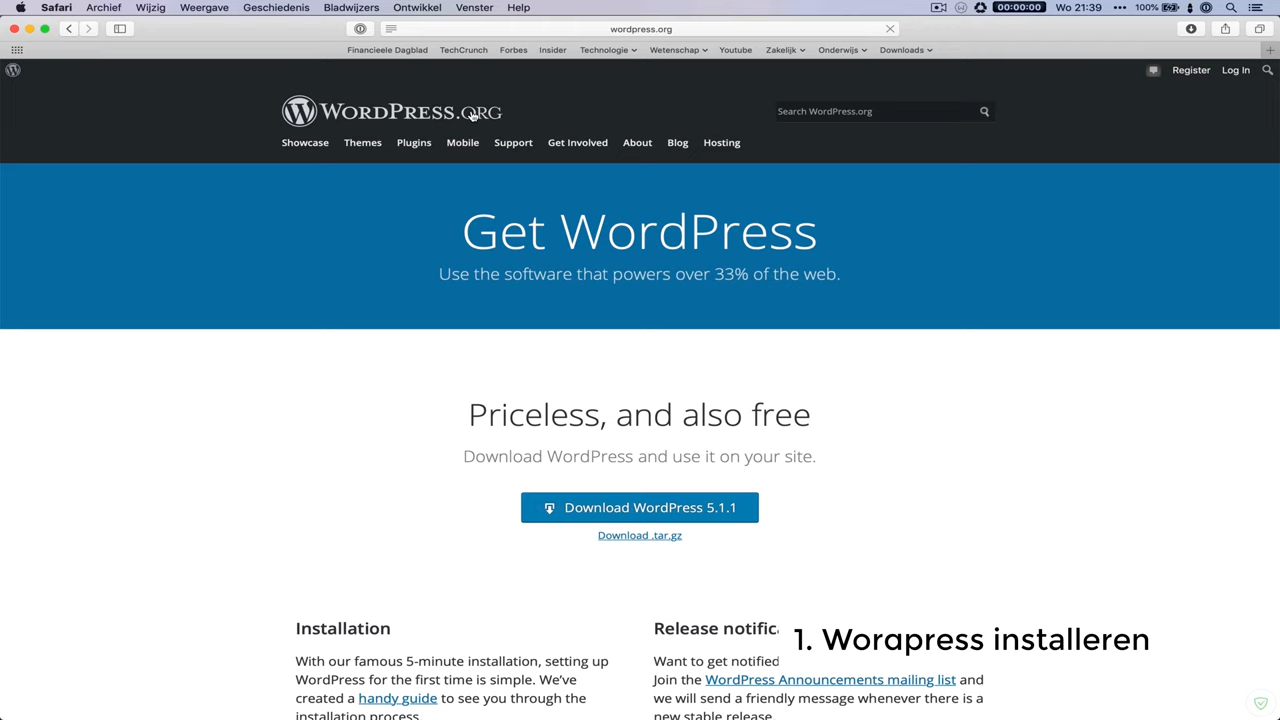 Safari Archief Wijzig Weergave Geschiedenis Bladwijzers Ontwikkel Venster Help 00:00:00 Wo 21:39 100%
wordpress.org
Financieele Dagblad TechCrunch Forbes Insider Technologie Wetenschap Youtube Zakelijk Onderwijs Downloads
Register Log In
WORDPRESS.ORG
Search WordPress.org
Showcase Themes Plugins Mobile Support Get Involved About Blog Hosting
Get WordPress
Use the software that powers over 33% of the web.
Priceless, and also free
Download WordPress and use it on your site.
Download WordPress 5.1.1
Download .tar.gz
Installation
With our famous 5-minute installation, setting up
WordPress for the first time is simple. We've
created a handy guide to see you through the
installation process.
Release notific
Want to get notified
Join the WordPress Announcements mailing list and
we will send a friendly message whenever there is a
new stable release.
1. Worapress installeren